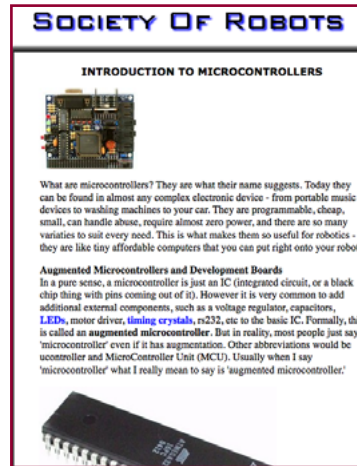 SOCIETY OF ROBOTS
INTRODUCTION TO MICROCONTROLLERS
What are microcontrollers? They are what their name suggests. Today they
can be found in almost any complex electronic device - from portable music
devices to washing machines to your car. They are programmable, cheap,
small, can handle abuse, require almost zero power, and there are so many
variaties to suit every need. This is what makes them so useful for robotics -
they are like tiny affordable computers that you can put right onto your robot
Augmented Microcontrollers and Development Boards
In a pure sense, a microcontroller is just an IC (integrated circuit, or a black
chip thing with pins coming out of it). However it is very common to add
additional external components, such as a voltage regulator, capacitors,
LEDs, motor driver, timing crystals, rs232, etc to the basic IC. Formally, thi
is called an augmented microcontroller. But in reality, most people just say
'microcontroller' even if it has augmentation. Other abbreviations would be
ucontroller and MicroController Unit (MCU). Usually when I say
'microcontroller' what I really mean to say is 'augmented microcontroller.'